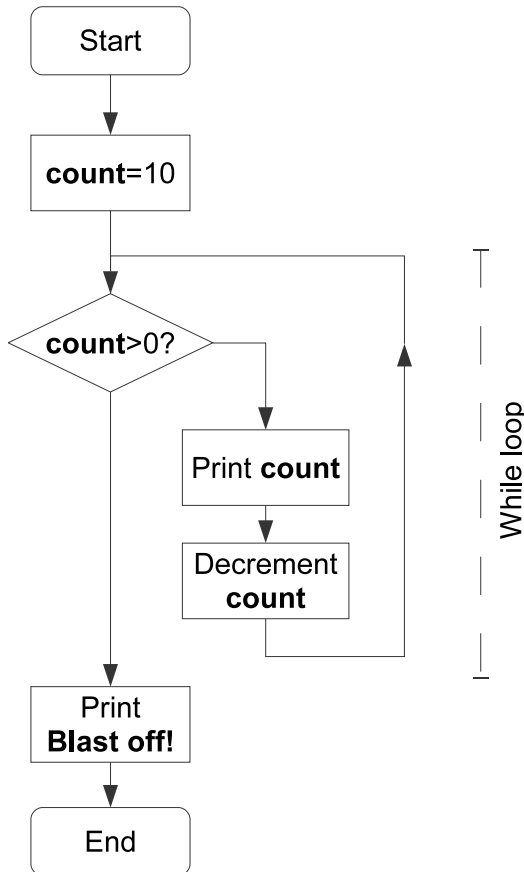 Start
count=10
count>0?
Print count
Decrement
count
While loop
Print
Blast off!
End